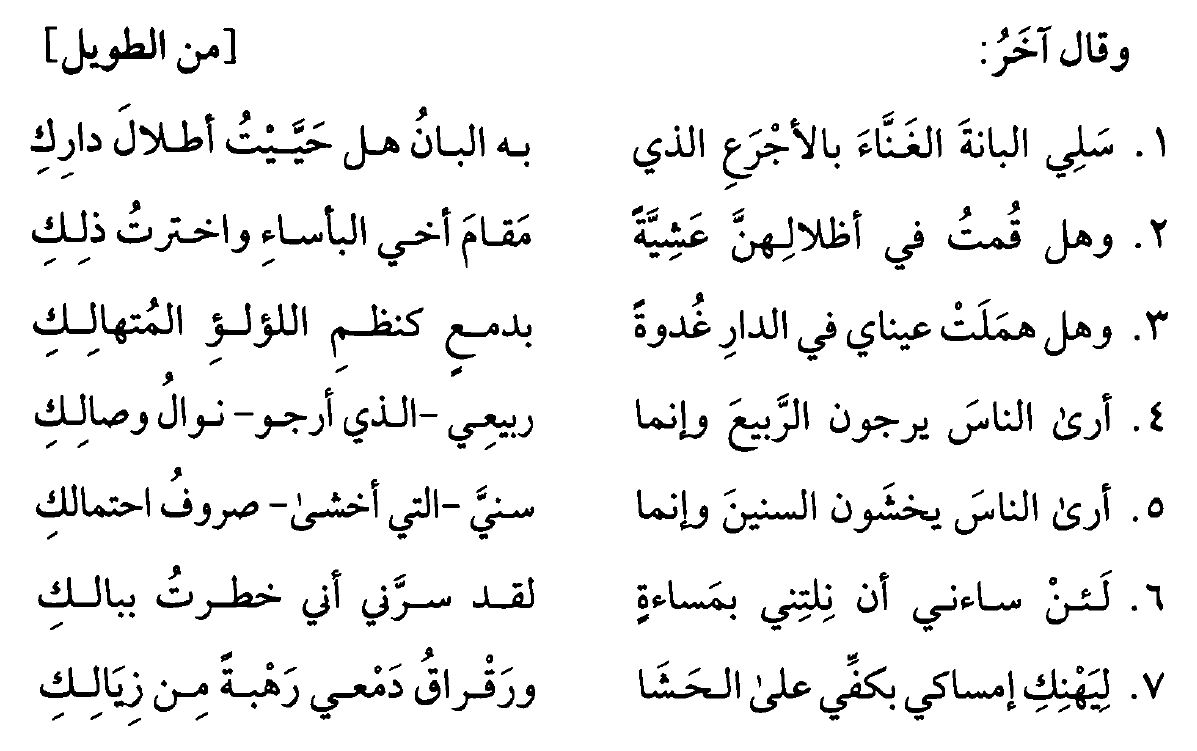 وقال آخَرُ: [من الطويل]
١. سَلِي البانةَ الغَنَّاءَ بالأجْرَعِ الذي به البانُ هل حَيَّيْتُ أطلالَ دارِكِ
٢. وهل قُمتُ في أظلالِهنَّ عَشِيَّةً مَقامَ أخي البأساءِ واخترتُ ذلِكِ
٣. وهل همَلَتْ عيناي في الدارِ غُدوةً بدمعٍ كنظمِ اللؤلؤِ المُتهالِكِ
٤. أرىٰ الناسَ يرجون الرَّبيعَ وإنما ربيعِي -الذي أرجو- نوالُ وصالِكِ
٥. أرىٰ الناسَ يخشَون السنينَ وإنما سنيَّ -التي أخشىٰ- صروفُ احتمالكِ
٦. لَئنْ ساءني أن نِلتِني بمَساءةٍ لقد سرَّني أني خطرتُ ببالكِ
٧. لِيَهْنِكِ إمساكي بكفِّي علىٰ الحَشَا ورَقْراقُ دَمْعي رَهْبةً مِن زِيَالِكِ